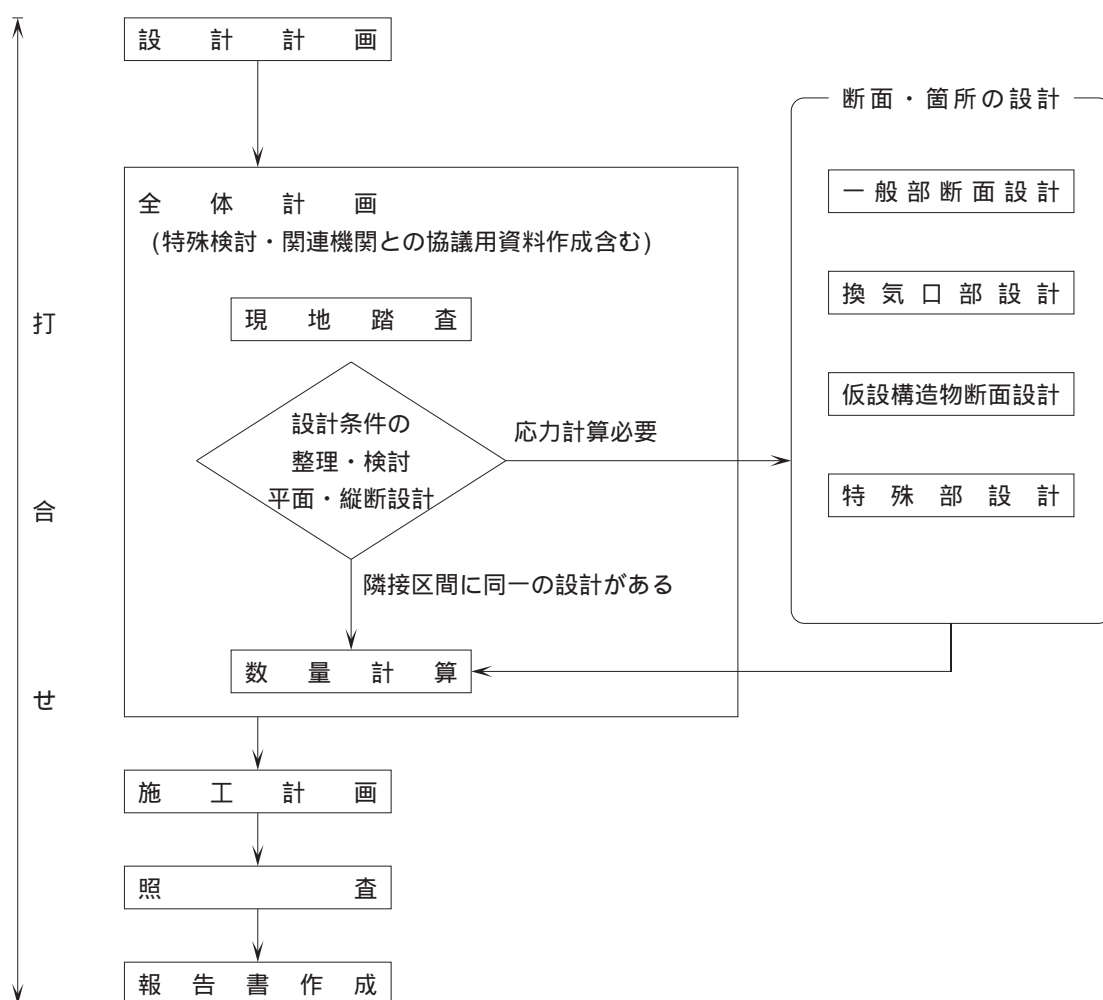 設計計画
全体計画
(特殊検討・関連機関との協議用資料作成含む)
現地踏査
設計条件の
整理・検討
平面・縦断設計
応力計算必要
隣接区間に同一の設計がある
数量計算
断面・箇所の設計
一般部断面設計
換気口部設計
仮設構造物断面設計
特殊部設計
施工計画
照査
報告書作成
打合せ